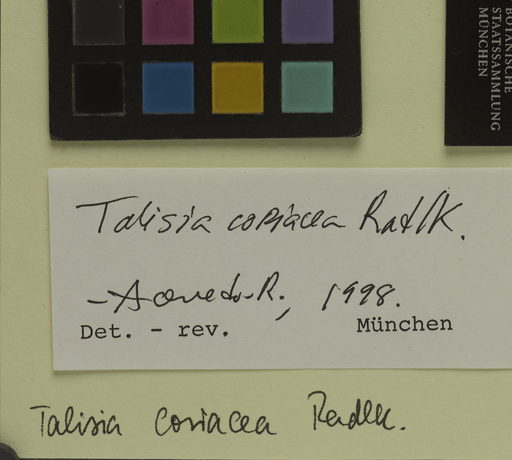 BOTANISCHE
STAATSSAMMLUNG
MÜNCHEN
Talisia coriacea Radlk.
- Acevedo-R., 1998.
Det. - rev. München
Talisia coriacea Radlk.